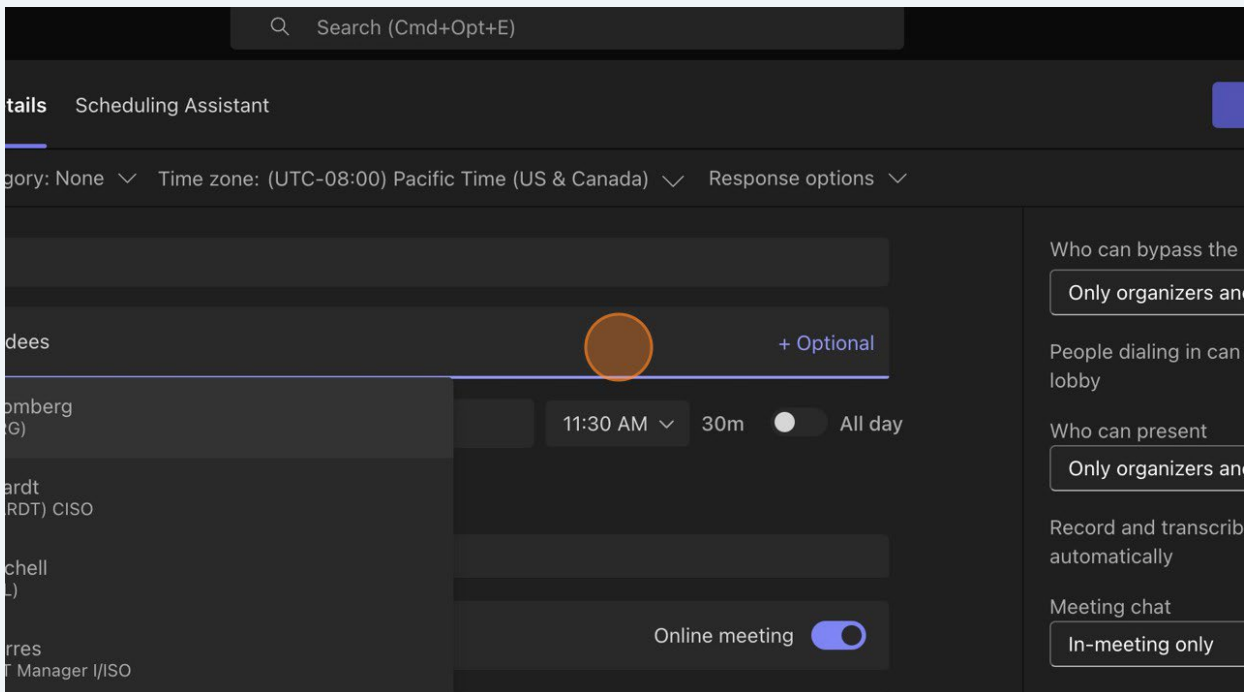 Search (Cmd+Opt+E)
tails Scheduling Assistant
gory: None Time zone: (UTC-08:00) Pacific Time (US & Canada) Response options
Who can bypass the
Only organizers and
dees + Optional
People dialing in can
lobby
omberg
G)
11:30 AM 30m All day
Who can present
Only organizers and
ardt
RDT) CISO
Record and transcrib
automatically
chell
L)
Meeting chat
Online meeting
In-meeting only
rres
T Manager I/ISO